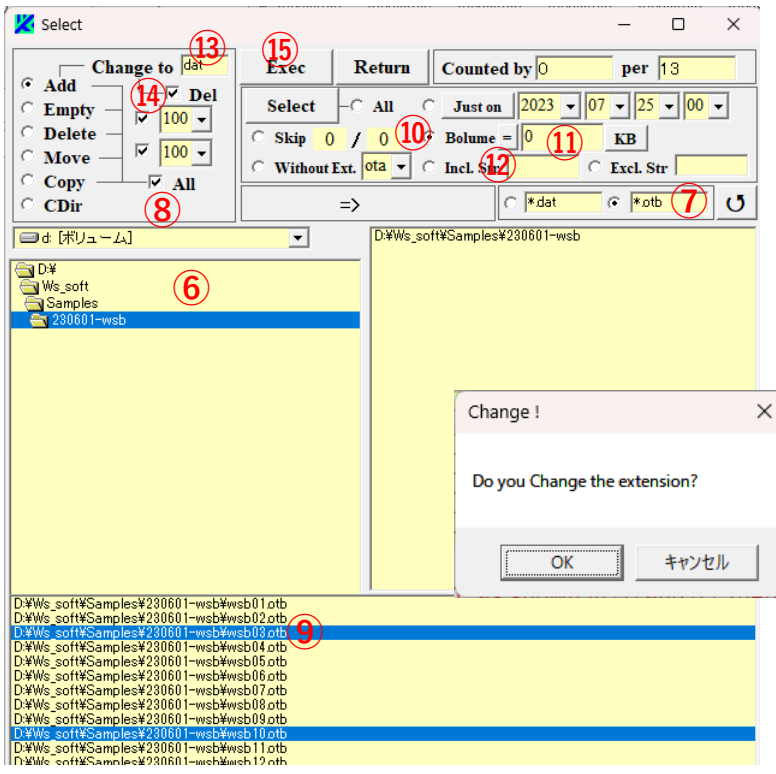 Select
⑬ ⑮
Change to dat Exec Return Counted by 0 per 13
Add
⑭ Del
Select All Just on 2023 07 25 00
Empty 100
Skip 0 / 0 ⑩ Bolume = 0 ⑪ KB
Delete
Move 100
Without Ext. ota ⑫ Incl. Str Excl. Str
Copy All
CDir ⑧
=> *.dat *.otb ⑦ ↺
d: [ボリューム]
D:¥Ws_soft¥Samples¥230601-wsb
D:¥
Ws_soft ⑥
Samples
230601-wsb
Change !
Do you Change the extension?
OK キャンセル
D:¥Ws_soft¥Samples¥230601-wsb¥wsb01.otb
D:¥Ws_soft¥Samples¥230601-wsb¥wsb02.otb
D:¥Ws_soft¥Samples¥230601-wsb¥wsb03.otb ⑨
D:¥Ws_soft¥Samples¥230601-wsb¥wsb04.otb
D:¥Ws_soft¥Samples¥230601-wsb¥wsb05.otb
D:¥Ws_soft¥Samples¥230601-wsb¥wsb06.otb
D:¥Ws_soft¥Samples¥230601-wsb¥wsb07.otb
D:¥Ws_soft¥Samples¥230601-wsb¥wsb08.otb
D:¥Ws_soft¥Samples¥230601-wsb¥wsb09.otb
D:¥Ws_soft¥Samples¥230601-wsb¥wsb10.otb
D:¥Ws_soft¥Samples¥230601-wsb¥wsb11.otb
D:¥Ws_soft¥Samples¥230601-wsb¥wsb12.otb